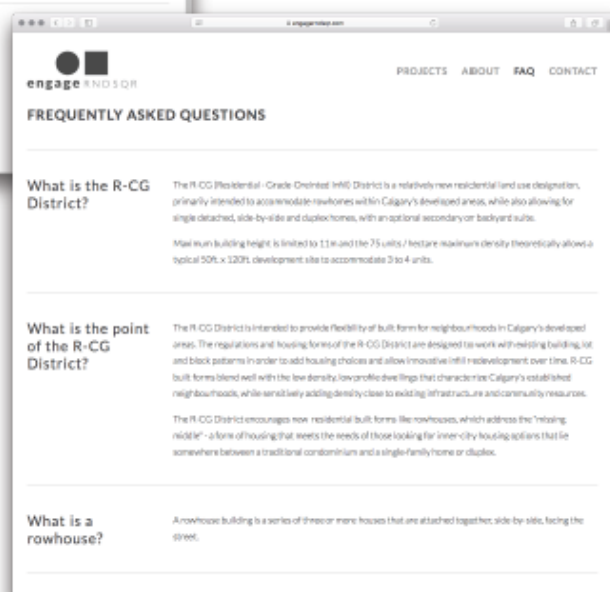 engagerndsqr.com
engage RNDSQR
PROJECTS ABOUT FAQ CONTACT
FREQUENTLY ASKED QUESTIONS
What is the R-CG
District?
The R-CG (Residential - Grade-Oreinted Infill) District is a relatively new residential land use designation,
primarily intended to accommodate rowhomes within Calgary's developed areas, while also allowing for
single detached, side-by-side and duplex homes, with an optional secondary or backyard suite.
Maximum building height is limited to 11m and the 75 units / hectare maximum density theoretically allows a
typical 50ft. x 120ft. development site to accommodate 3 to 4 units.
What is the point
of the R-CG
District?
The R-CG District is intended to provide flexibility of built form for neighbourhoods in Calgary's developed
areas. The regulations and housing forms of the R-CG District are designed to work with existing building, lot
and block patterns in order to add housing choices and allow innovative infill redevelopment over time. R-CG
built forms blend well with the low density, low profile dwellings that characterize Calgary's established
neighbourhoods, while sensitively adding density close to existing infrastructure and community resources.
The R-CG District encourages new residential built forms like rowhouses, which address the "missing
middle" - a form of housing that meets the needs of those looking for inner-city housing options that lie
somewhere between a traditional condominium and a single-family home or duplex.
What is a
rowhouse?
A rowhouse building is a series of three or more houses that are attached together, side-by-side, facing the
street.